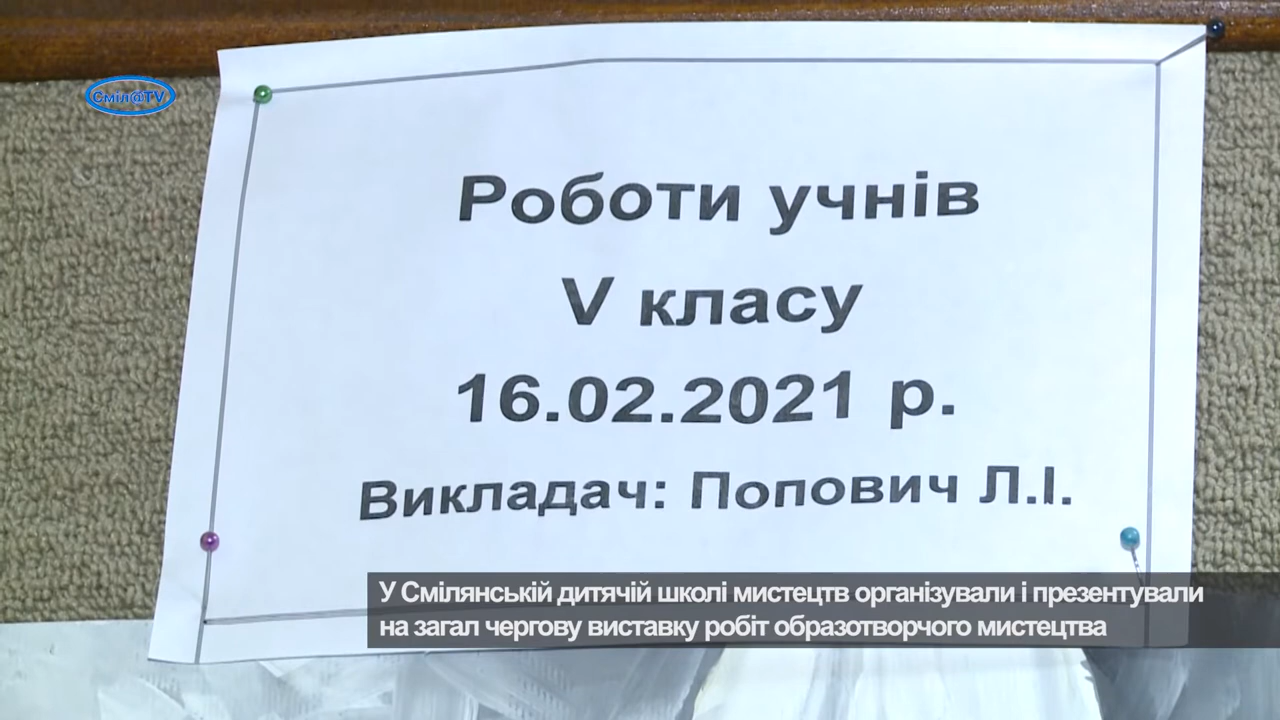 Сміл@TV
Роботи учнів
V класу
16.02.2021 р.
Викладач: Попович Л.І.
У Смілянській дитячій школі мистецтв організували і презентували
на загал чергову виставку робіт образотворчого мистецтва